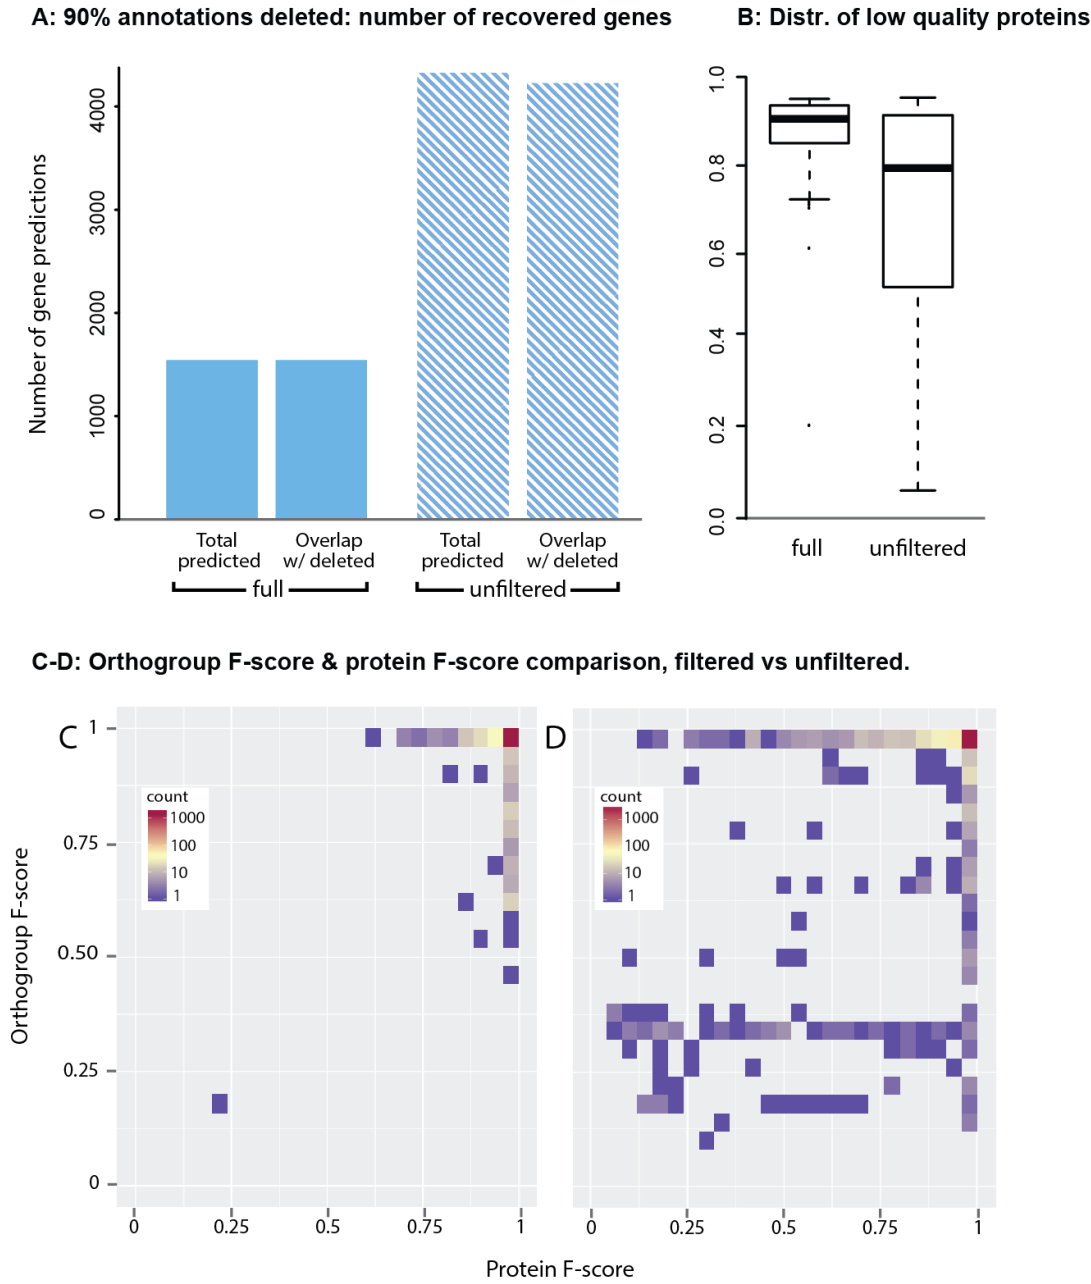 A: 90% annotations deleted: number of recovered genes
Number of gene predictions
4000
3000
2000
1000
0
Total
predicted
Overlap
w/ deleted
full
Total
predicted
Overlap
w/ deleted
unfiltered
B: Distr. of low quality proteins
1.0
0.8
0.6
0.4
0.2
0.0
full
unfiltered
C-D: Orthogroup F-score & protein F-score comparison, filtered vs unfiltered.
Orthogroup F-score
1
0.75
0.50
0.25
0
C
count
1000
100
10
1
0
0.25
0.5
0.75
1
D
count
1000
100
10
1
0
0.25
0.5
0.75
1
Protein F-score